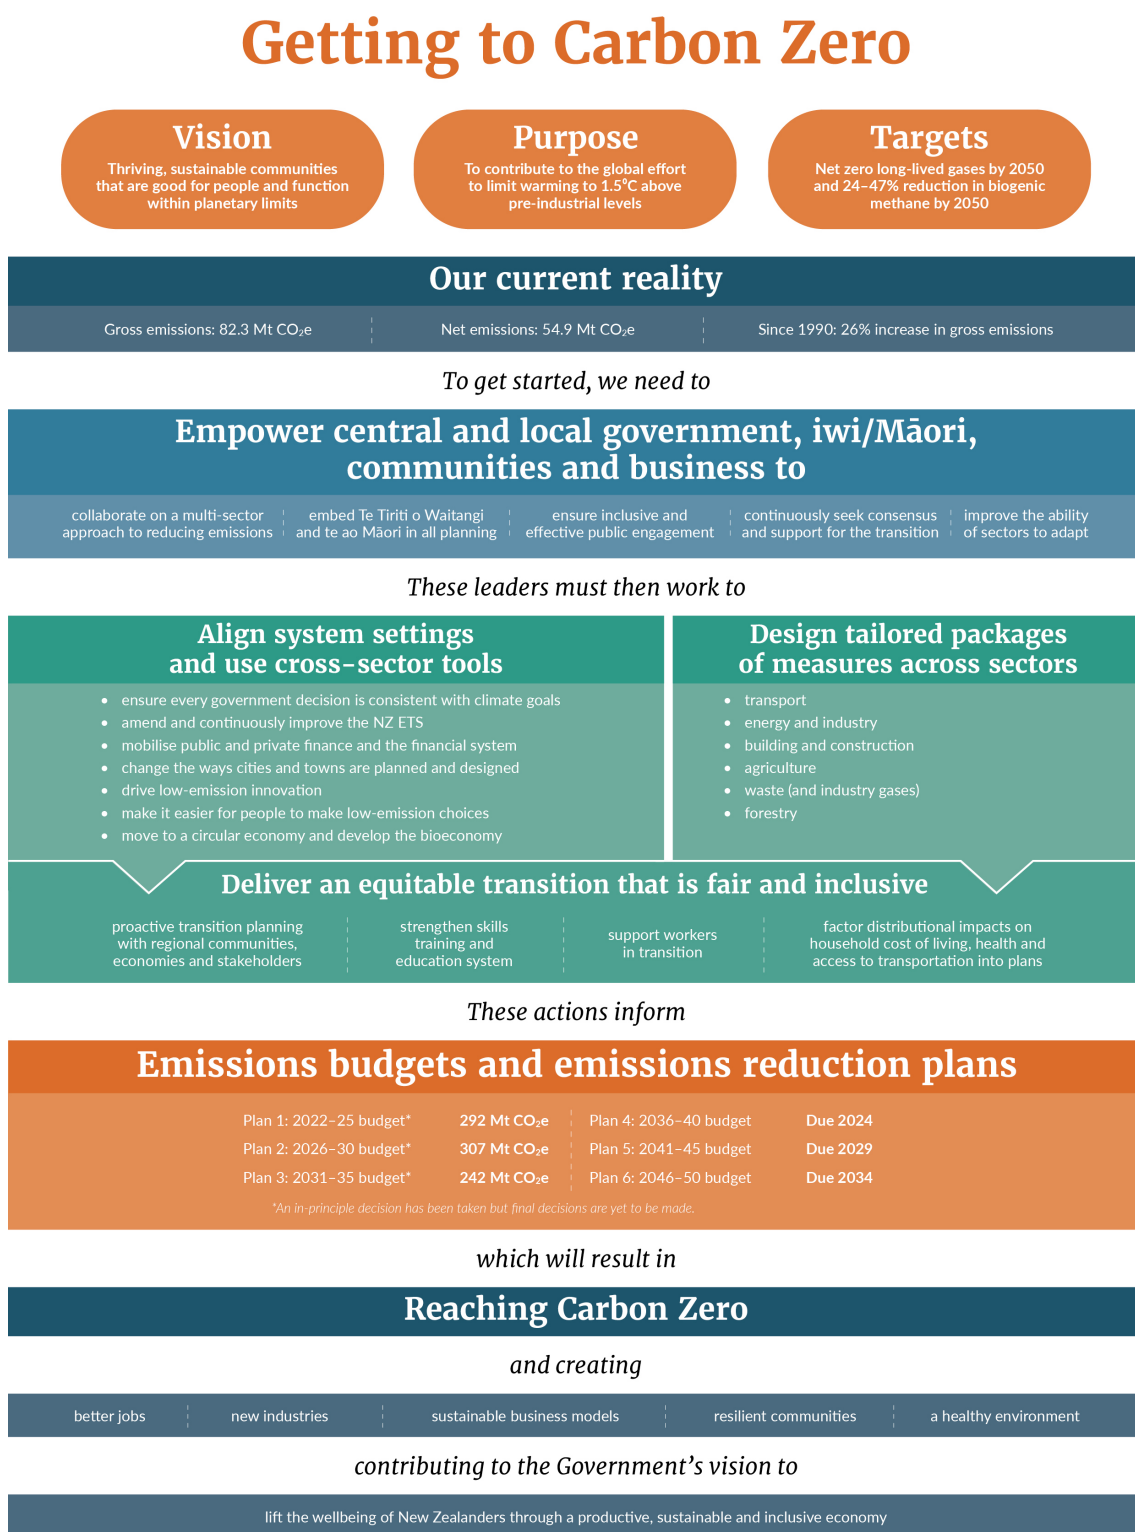 Getting to Carbon Zero
Vision
Thriving, sustainable communities
that are good for people and function
within planetary limits
Purpose
To contribute to the global effort
to limit warming to 1.5⁰C above
pre-industrial levels
Targets
Net zero long-lived gases by 2050
and 24–47% reduction in biogenic
methane by 2050
Our current reality
Gross emissions: 82.3 Mt CO₂e
Net emissions: 54.9 Mt CO₂e
Since 1990: 26% increase in gross emissions
To get started, we need to
Empower central and local government, iwi/Māori,
communities and business to
collaborate on a multi-sector
approach to reducing emissions
embed Te Tiriti o Waitangi
and te ao Māori in all planning
ensure inclusive and
effective public engagement
continuously seek consensus
and support for the transition
improve the ability
of sectors to adapt
These leaders must then work to
Align system settings
and use cross-sector tools
• ensure every government decision is consistent with climate goals
• amend and continuously improve the NZ ETS
• mobilise public and private finance and the financial system
• change the ways cities and towns are planned and designed
• drive low-emission innovation
• make it easier for people to make low-emission choices
• move to a circular economy and develop the bioeconomy
Design tailored packages
of measures across sectors
• transport
• energy and industry
• building and construction
• agriculture
• waste (and industry gases)
• forestry
Deliver an equitable transition that is fair and inclusive
proactive transition planning
with regional communities,
economies and stakeholders
strengthen skills
training and
education system
support workers
in transition
factor distributional impacts on
household cost of living, health and
access to transportation into plans
These actions inform
Emissions budgets and emissions reduction plans
Plan 1: 2022–25 budget* 292 Mt CO₂e
Plan 2: 2026–30 budget* 307 Mt CO₂e
Plan 3: 2031–35 budget* 242 Mt CO₂e
Plan 4: 2036–40 budget Due 2024
Plan 5: 2041–45 budget Due 2029
Plan 6: 2046–50 budget Due 2034
*An in-principle decision has been taken but final decisions are yet to be made.
which will result in
Reaching Carbon Zero
and creating
better jobs
new industries
sustainable business models
resilient communities
a healthy environment
contributing to the Government’s vision to
lift the wellbeing of New Zealanders through a productive, sustainable and inclusive economy